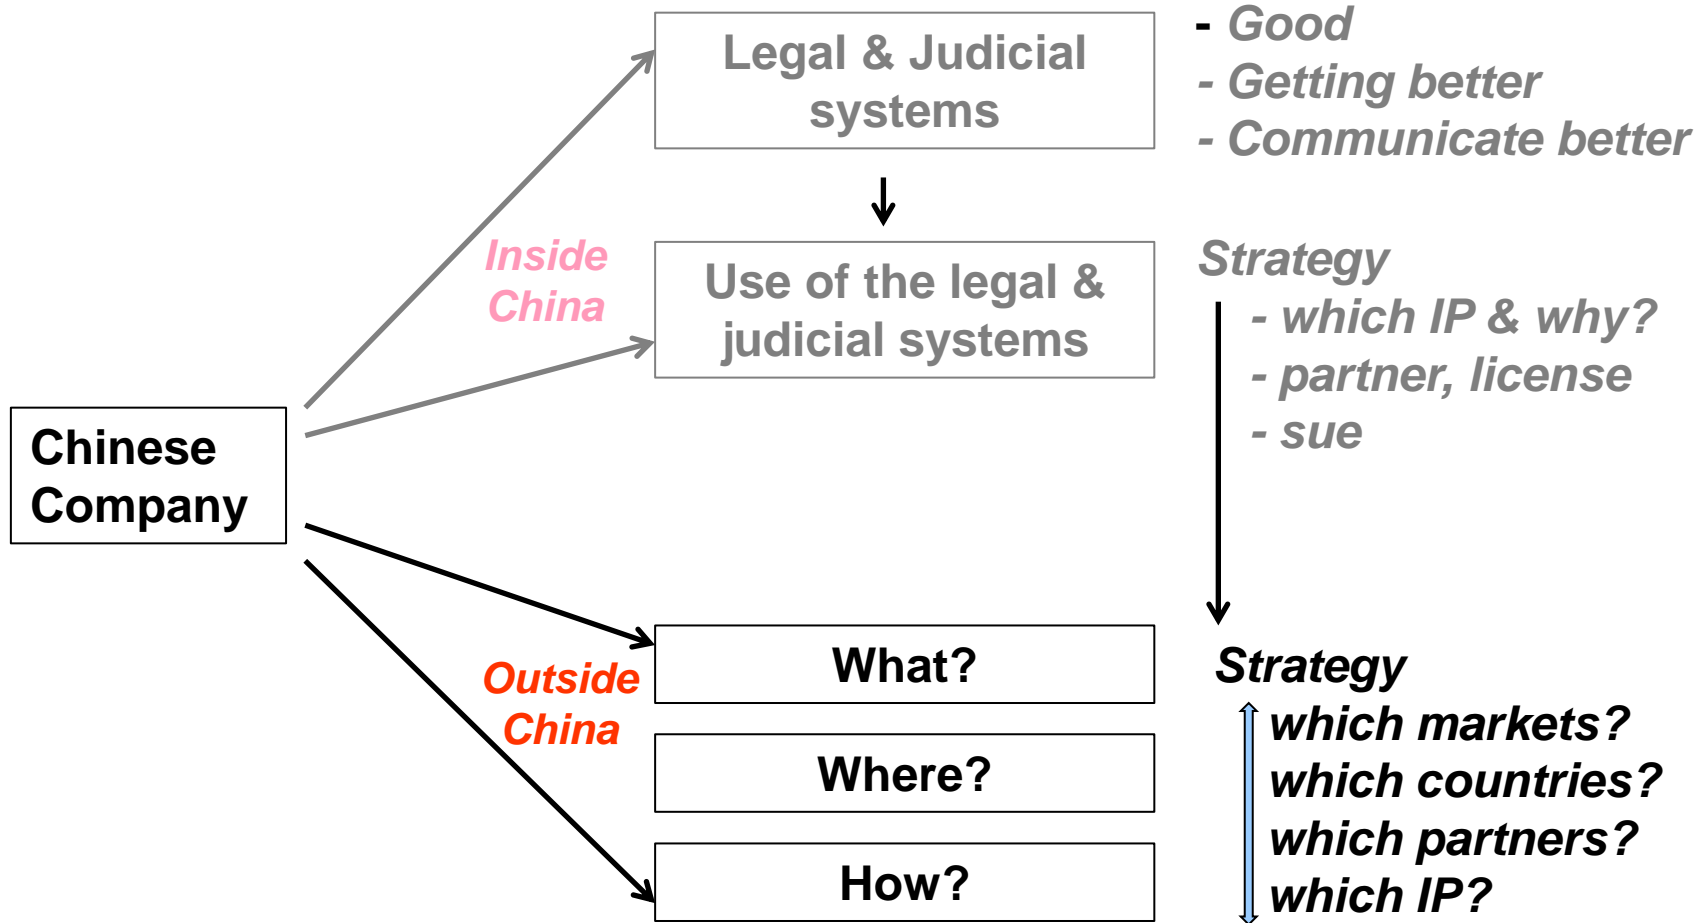 Legal & Judicial
systems
- Good
- Getting better
- Communicate better
Inside
China
Use of the legal &
judicial systems
Strategy
- which IP & why?
- partner, license
- sue
Chinese
Company
Outside
China
What?
Where?
How?
Strategy
which markets?
which countries?
which partners?
which IP?